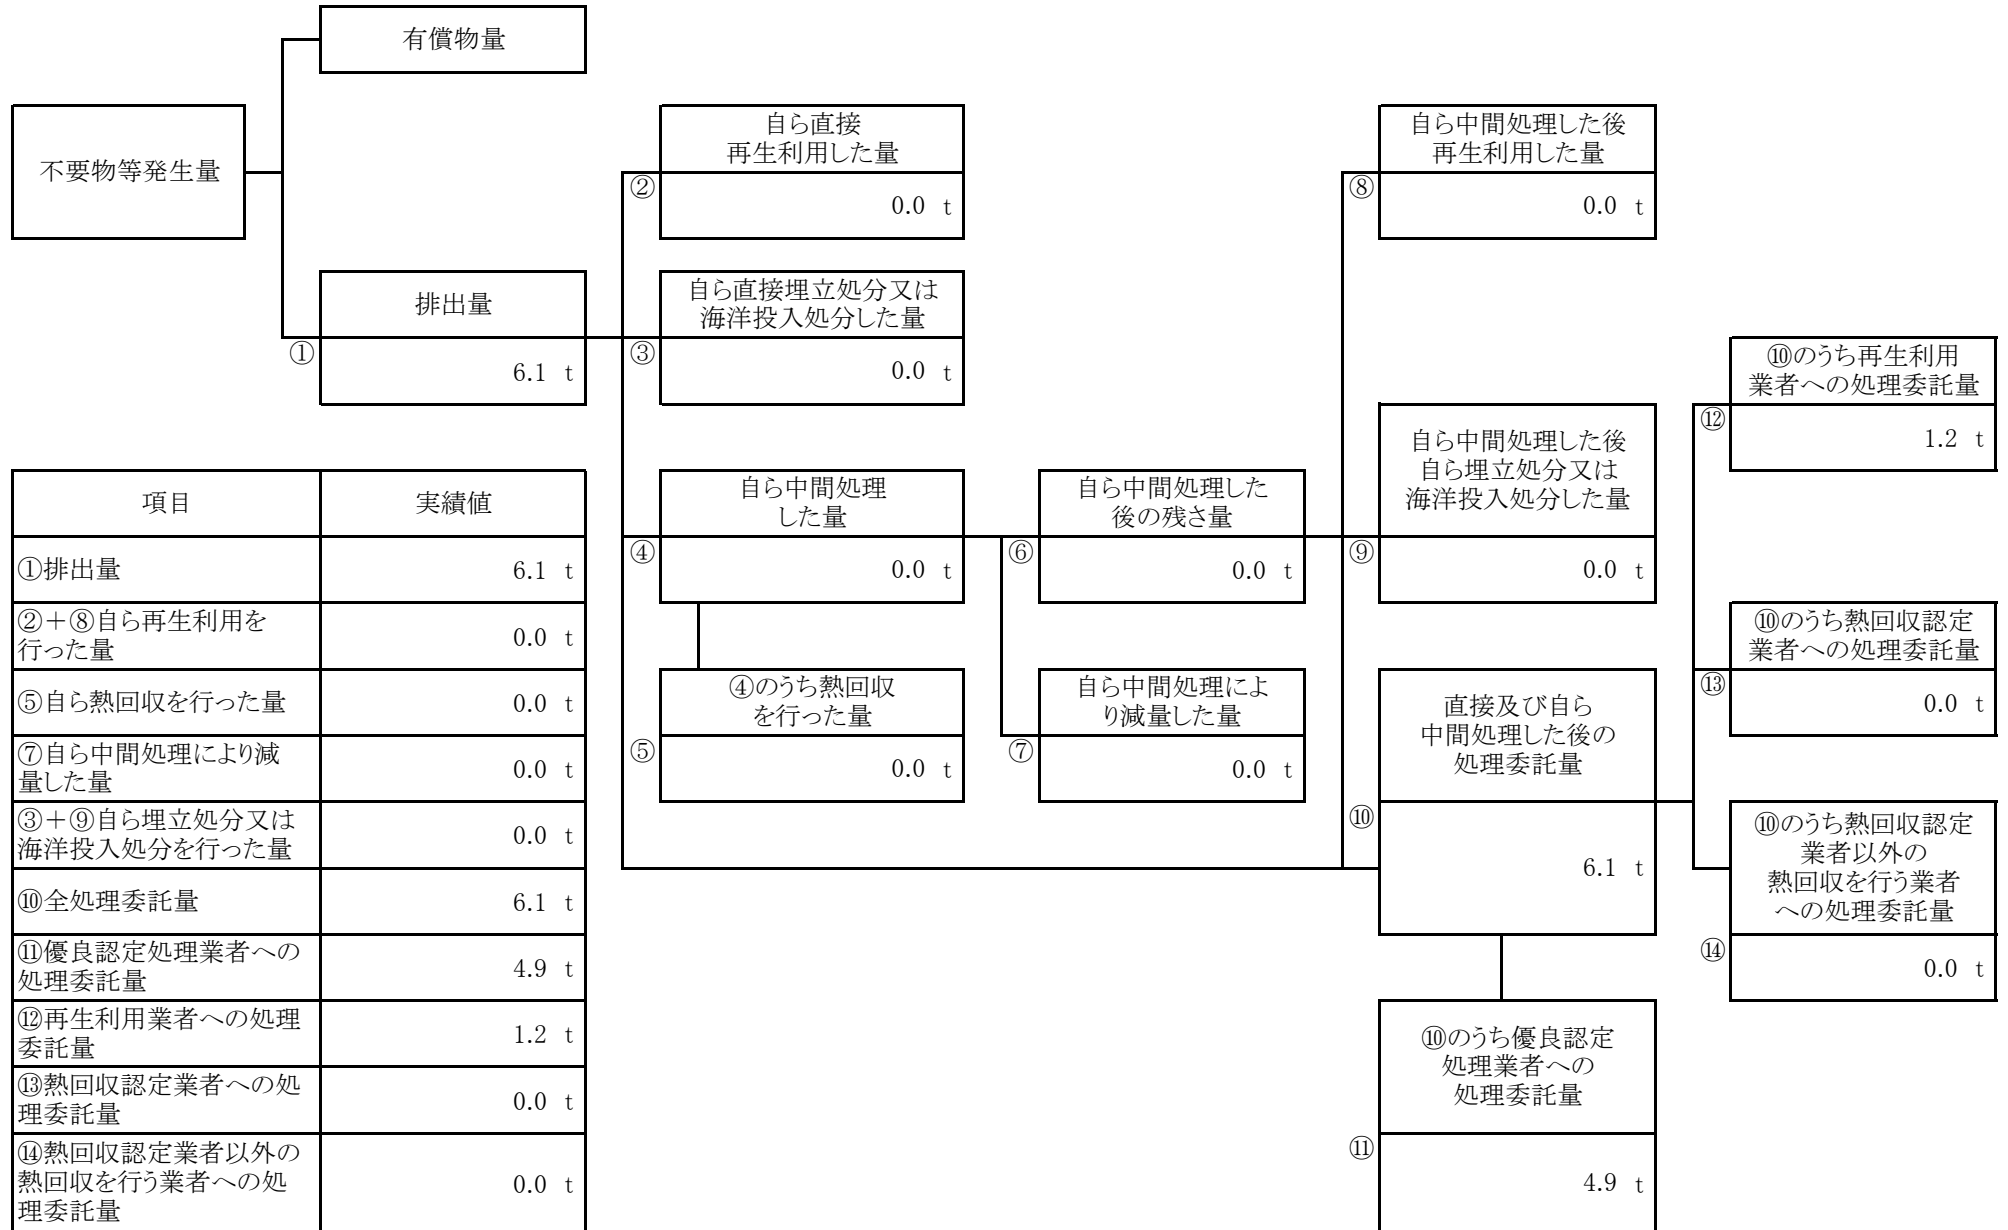 有償物量
不要物等発生量
自ら直接
再生利用した量
②
0.0 t
自ら中間処理した後
再生利用した量
⑧
0.0 t
排出量
①
6.1 t
自ら直接埋立処分又は
海洋投入処分した量
③
0.0 t
⑩のうち再生利用
業者への処理委託量
⑫
1.2 t
自ら中間処理
した量
④
0.0 t
自ら中間処理した
後の残さ量
⑥
0.0 t
自ら中間処理した後
自ら埋立処分又は
海洋投入処分した量
⑨
0.0 t
⑩のうち熱回収認定
業者への処理委託量
⑬
0.0 t
④のうち熱回収
を行った量
⑤
0.0 t
自ら中間処理によ
り減量した量
⑦
0.0 t
直接及び自ら
中間処理した後の
処理委託量
⑩
6.1 t
⑩のうち熱回収認定
業者以外の
熱回収を行う業者
への処理委託量
⑭
0.0 t
⑩のうち優良認定
処理業者への
処理委託量
⑪
4.9 t
項目 実績値
①排出量 6.1 t
②＋⑧自ら再生利用を
行った量 0.0 t
⑤自ら熱回収を行った量 0.0 t
⑦自ら中間処理により減
量した量 0.0 t
③＋⑨自ら埋立処分又は
海洋投入処分を行った量 0.0 t
⑩全処理委託量 6.1 t
⑪優良認定処理業者への
処理委託量 4.9 t
⑫再生利用業者への処理
委託量 1.2 t
⑬熱回収認定業者への処
理委託量 0.0 t
⑭熱回収認定業者以外の
熱回収を行う業者への処
理委託量 0.0 t